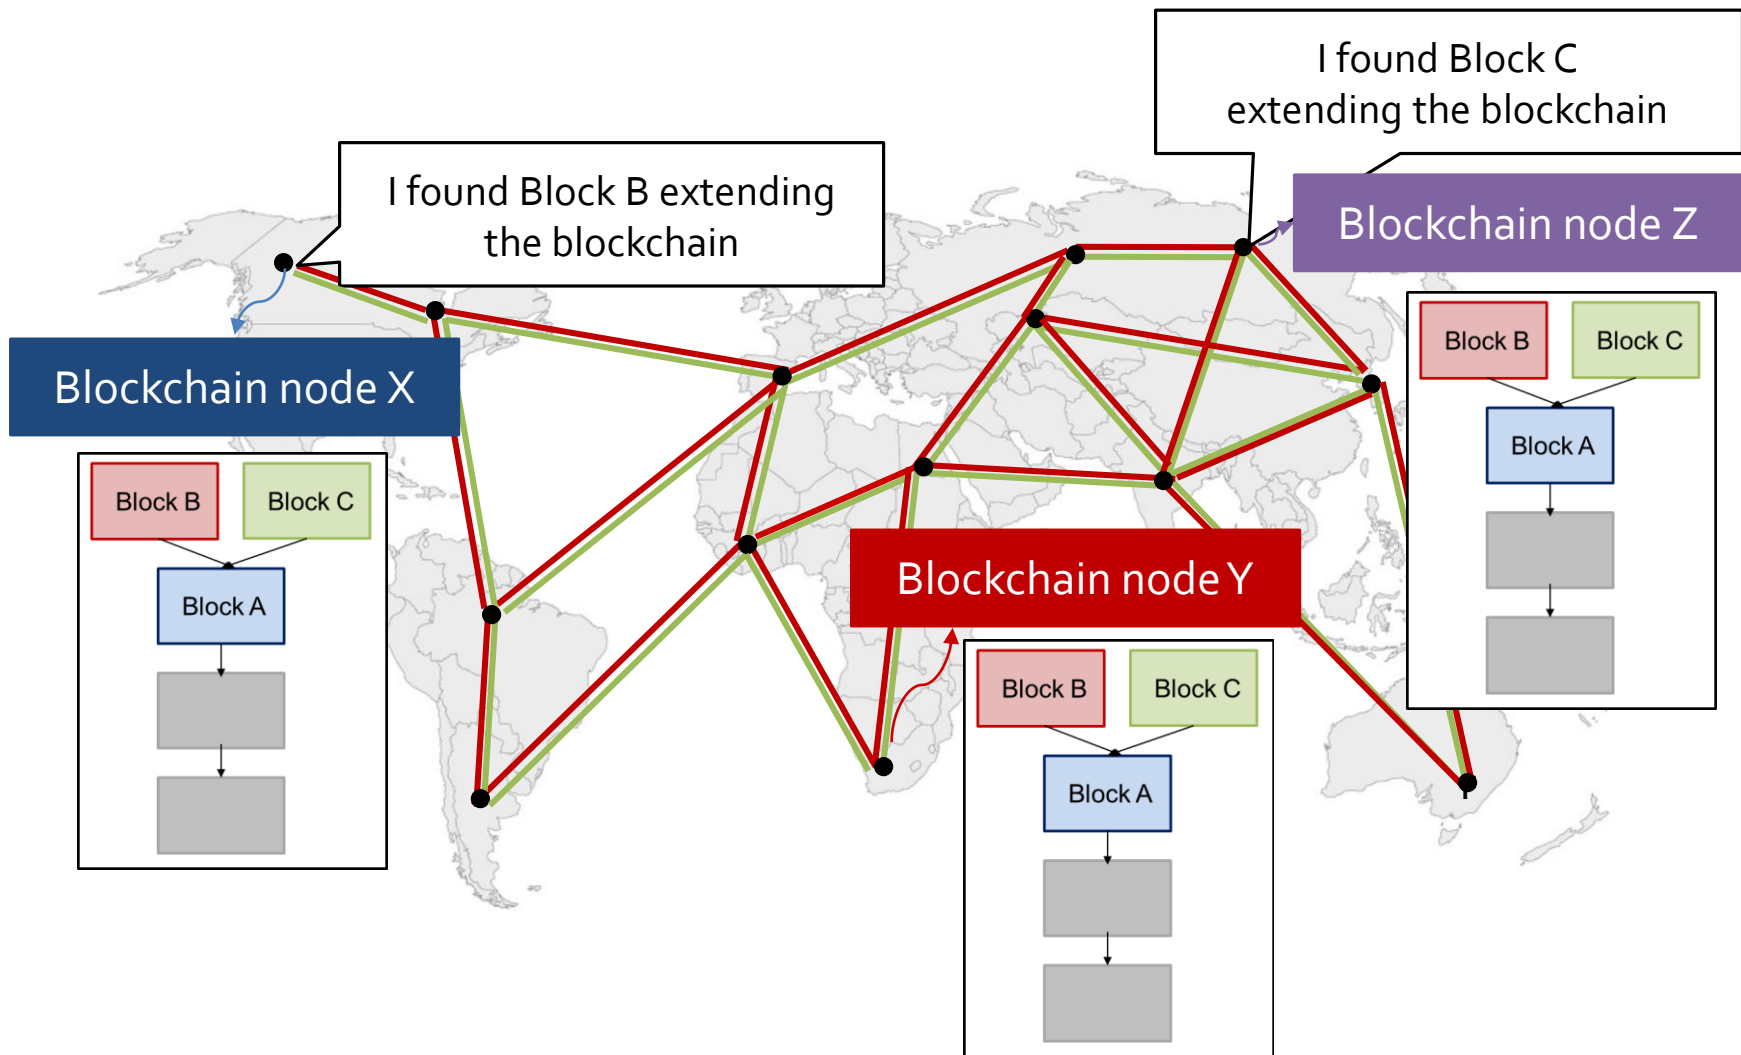 I found Block C
extending the blockchain
I found Block B extending
the blockchain
Blockchain node Z
Block B
Block C
Block A
Blockchain node X
Block B
Block C
Block A
Blockchain node Y
Block B
Block C
Block A